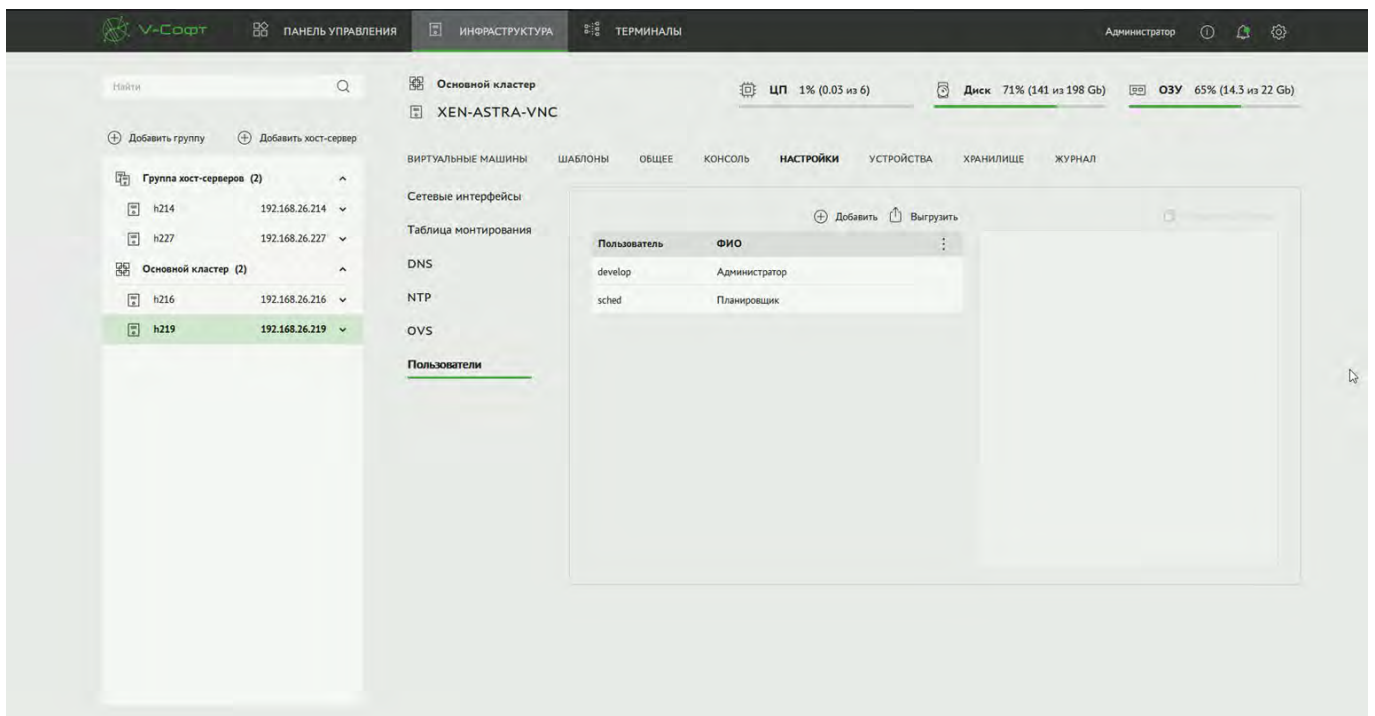 V-Софт ПАНЕЛЬ УПРАВЛЕНИЯ ИНФРАСТРУКТУРА ТЕРМИНАЛЫ Администратор
Найти
Добавить группу Добавить хост-сервер
Группа хост-серверов (2)
h214 192.168.26.214
h227 192.168.26.227
Основной кластер (2)
h216 192.168.26.216
h219 192.168.26.219
Основной кластер
XEN-ASTRA-VNC
ЦП 1% (0.03 из 6) Диск 71% (141 из 198 Gb) ОЗУ 65% (14.3 из 22 Gb)
ВИРТУАЛЬНЫЕ МАШИНЫ ШАБЛОНЫ ОБЩЕЕ КОНСОЛЬ НАСТРОЙКИ УСТРОЙСТВА ХРАНИЛИЩЕ ЖУРНАЛ
Сетевые интерфейсы
Таблица монтирования
DNS
NTP
OVS
Пользователи
Добавить Выгрузить
Пользователь ФИО
develop Администратор
sched Планировщик